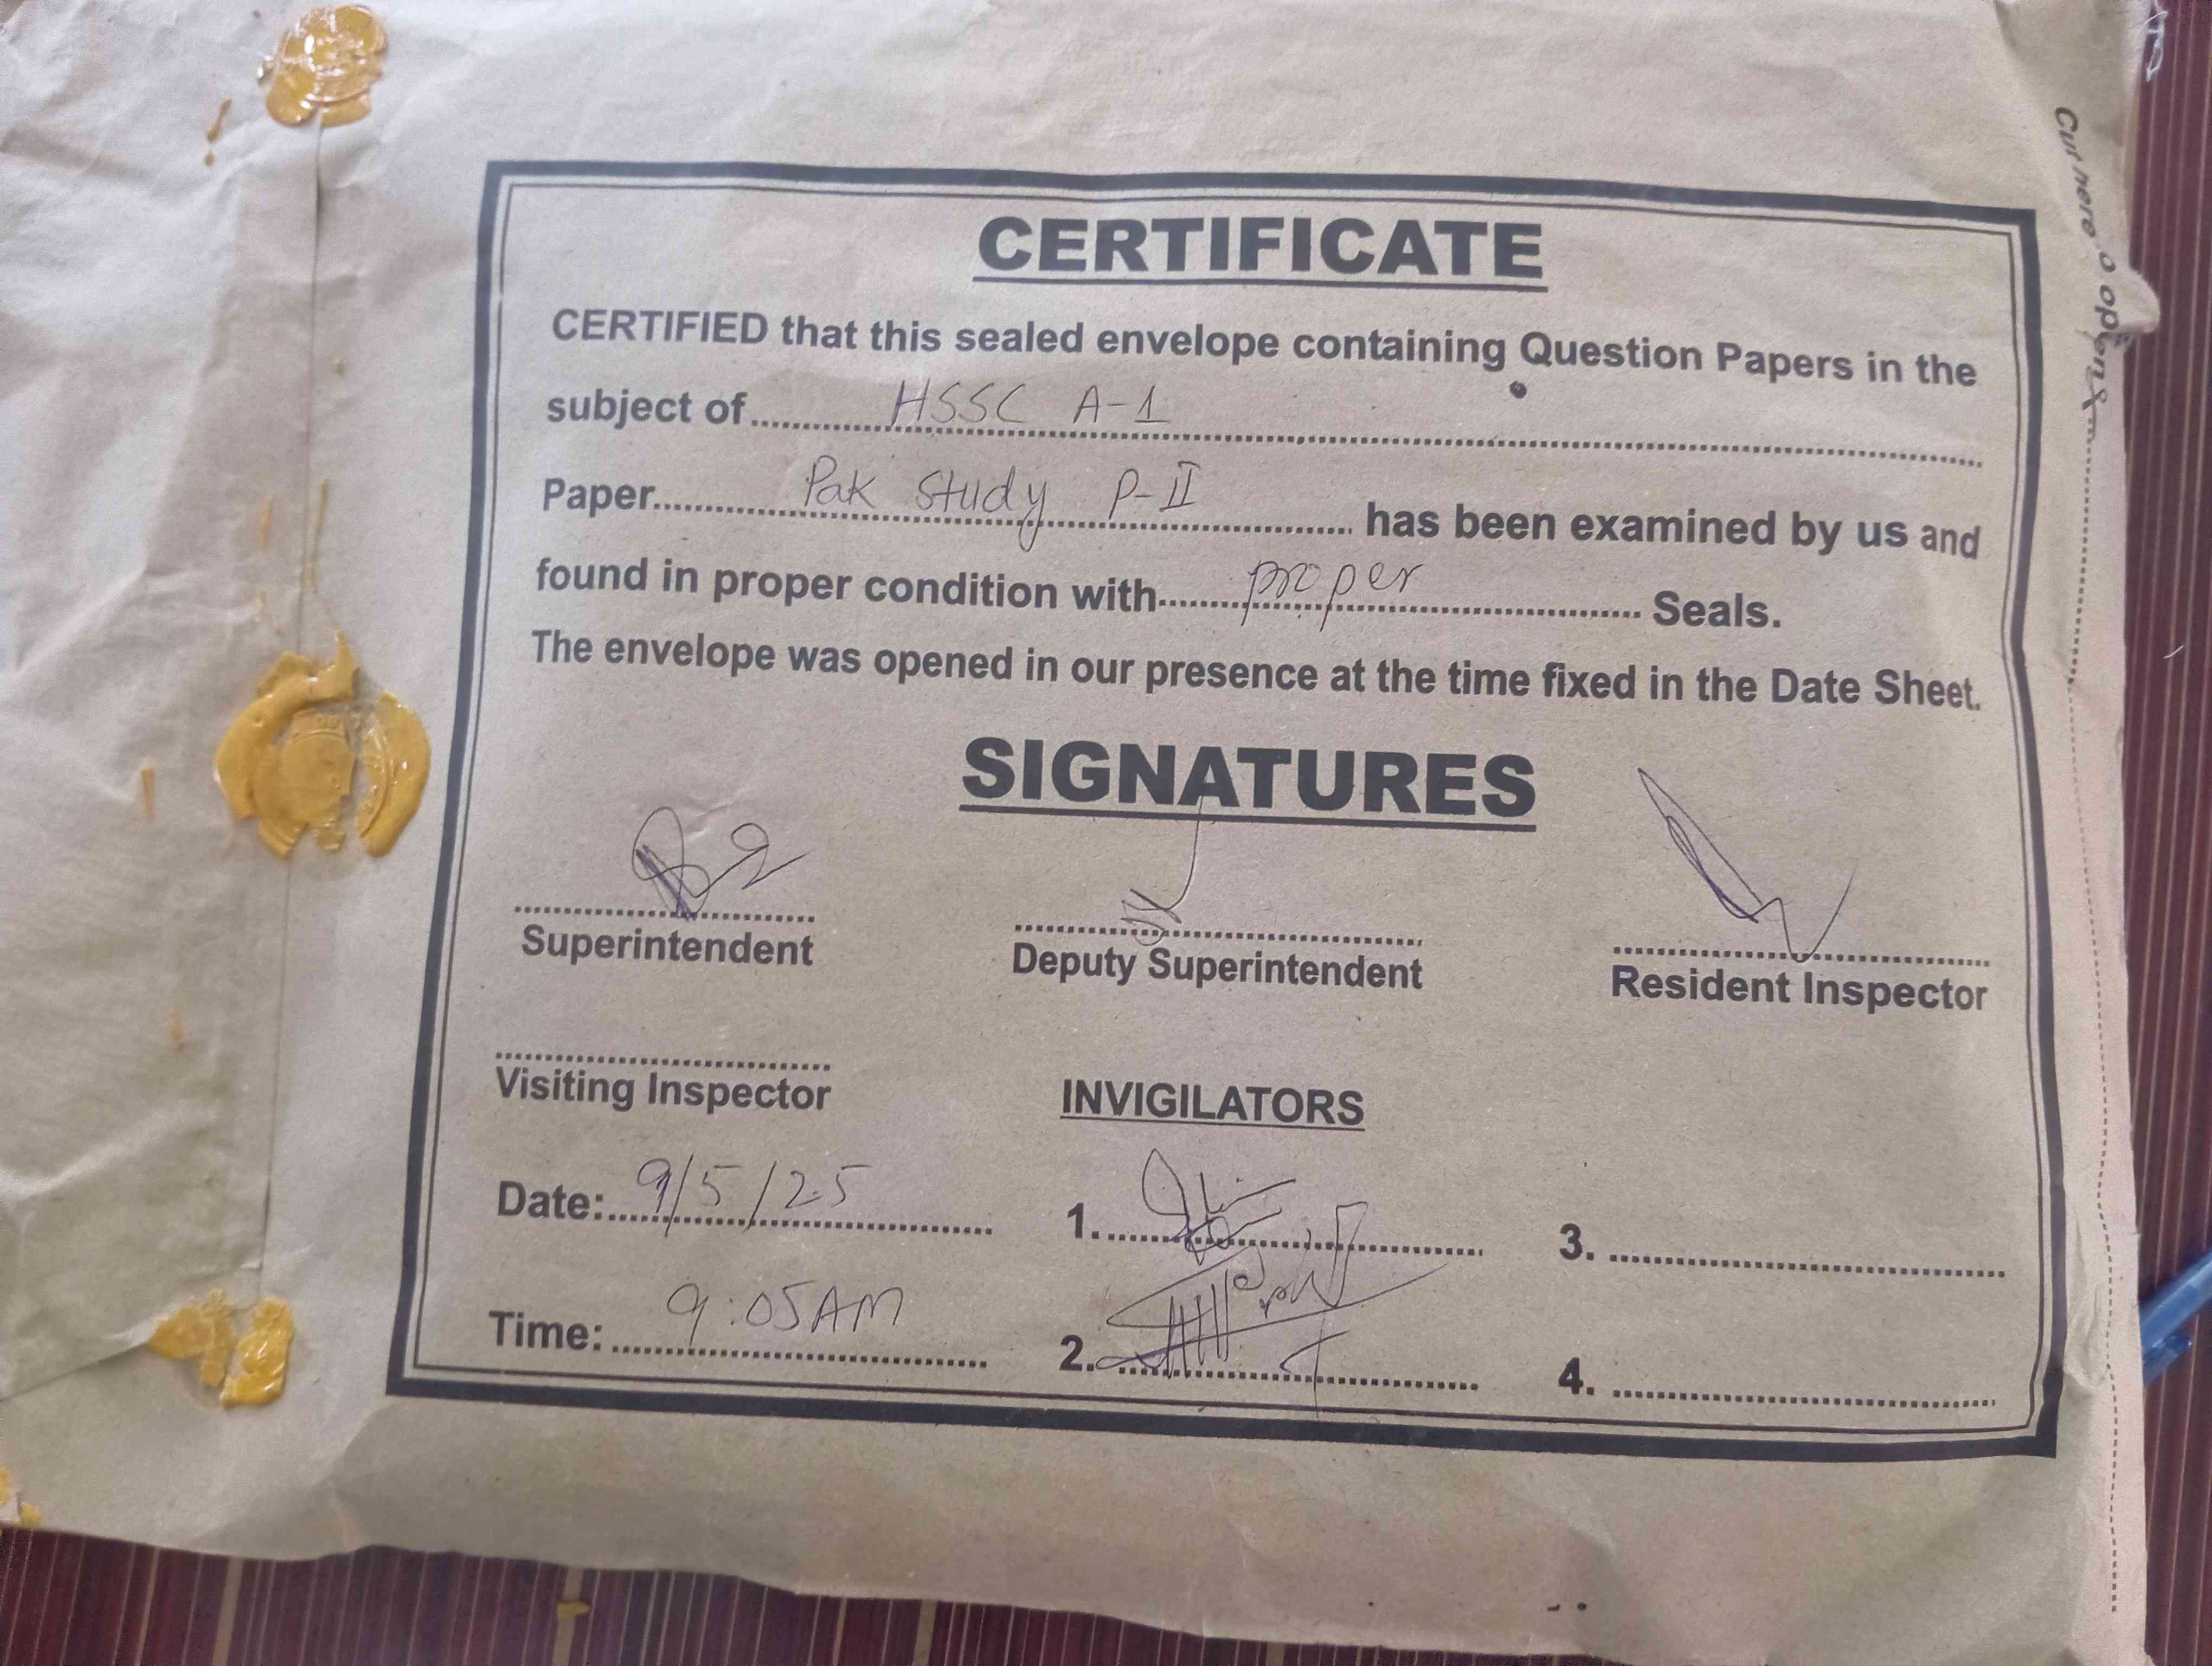 Cut here to open
CERTIFICATE
CERTIFIED that this sealed envelope containing Question Papers in the
subject of HSSC A-1
Paper Pak Study P-II has been examined by us and
found in proper condition with proper Seals.
The envelope was opened in our presence at the time fixed in the Date Sheet.
SIGNATURES
Superintendent Deputy Superintendent Resident Inspector
Visiting Inspector INVIGILATORS
Date: 9/5/25 1. 3.
Time: 9:05AM 2. 4.